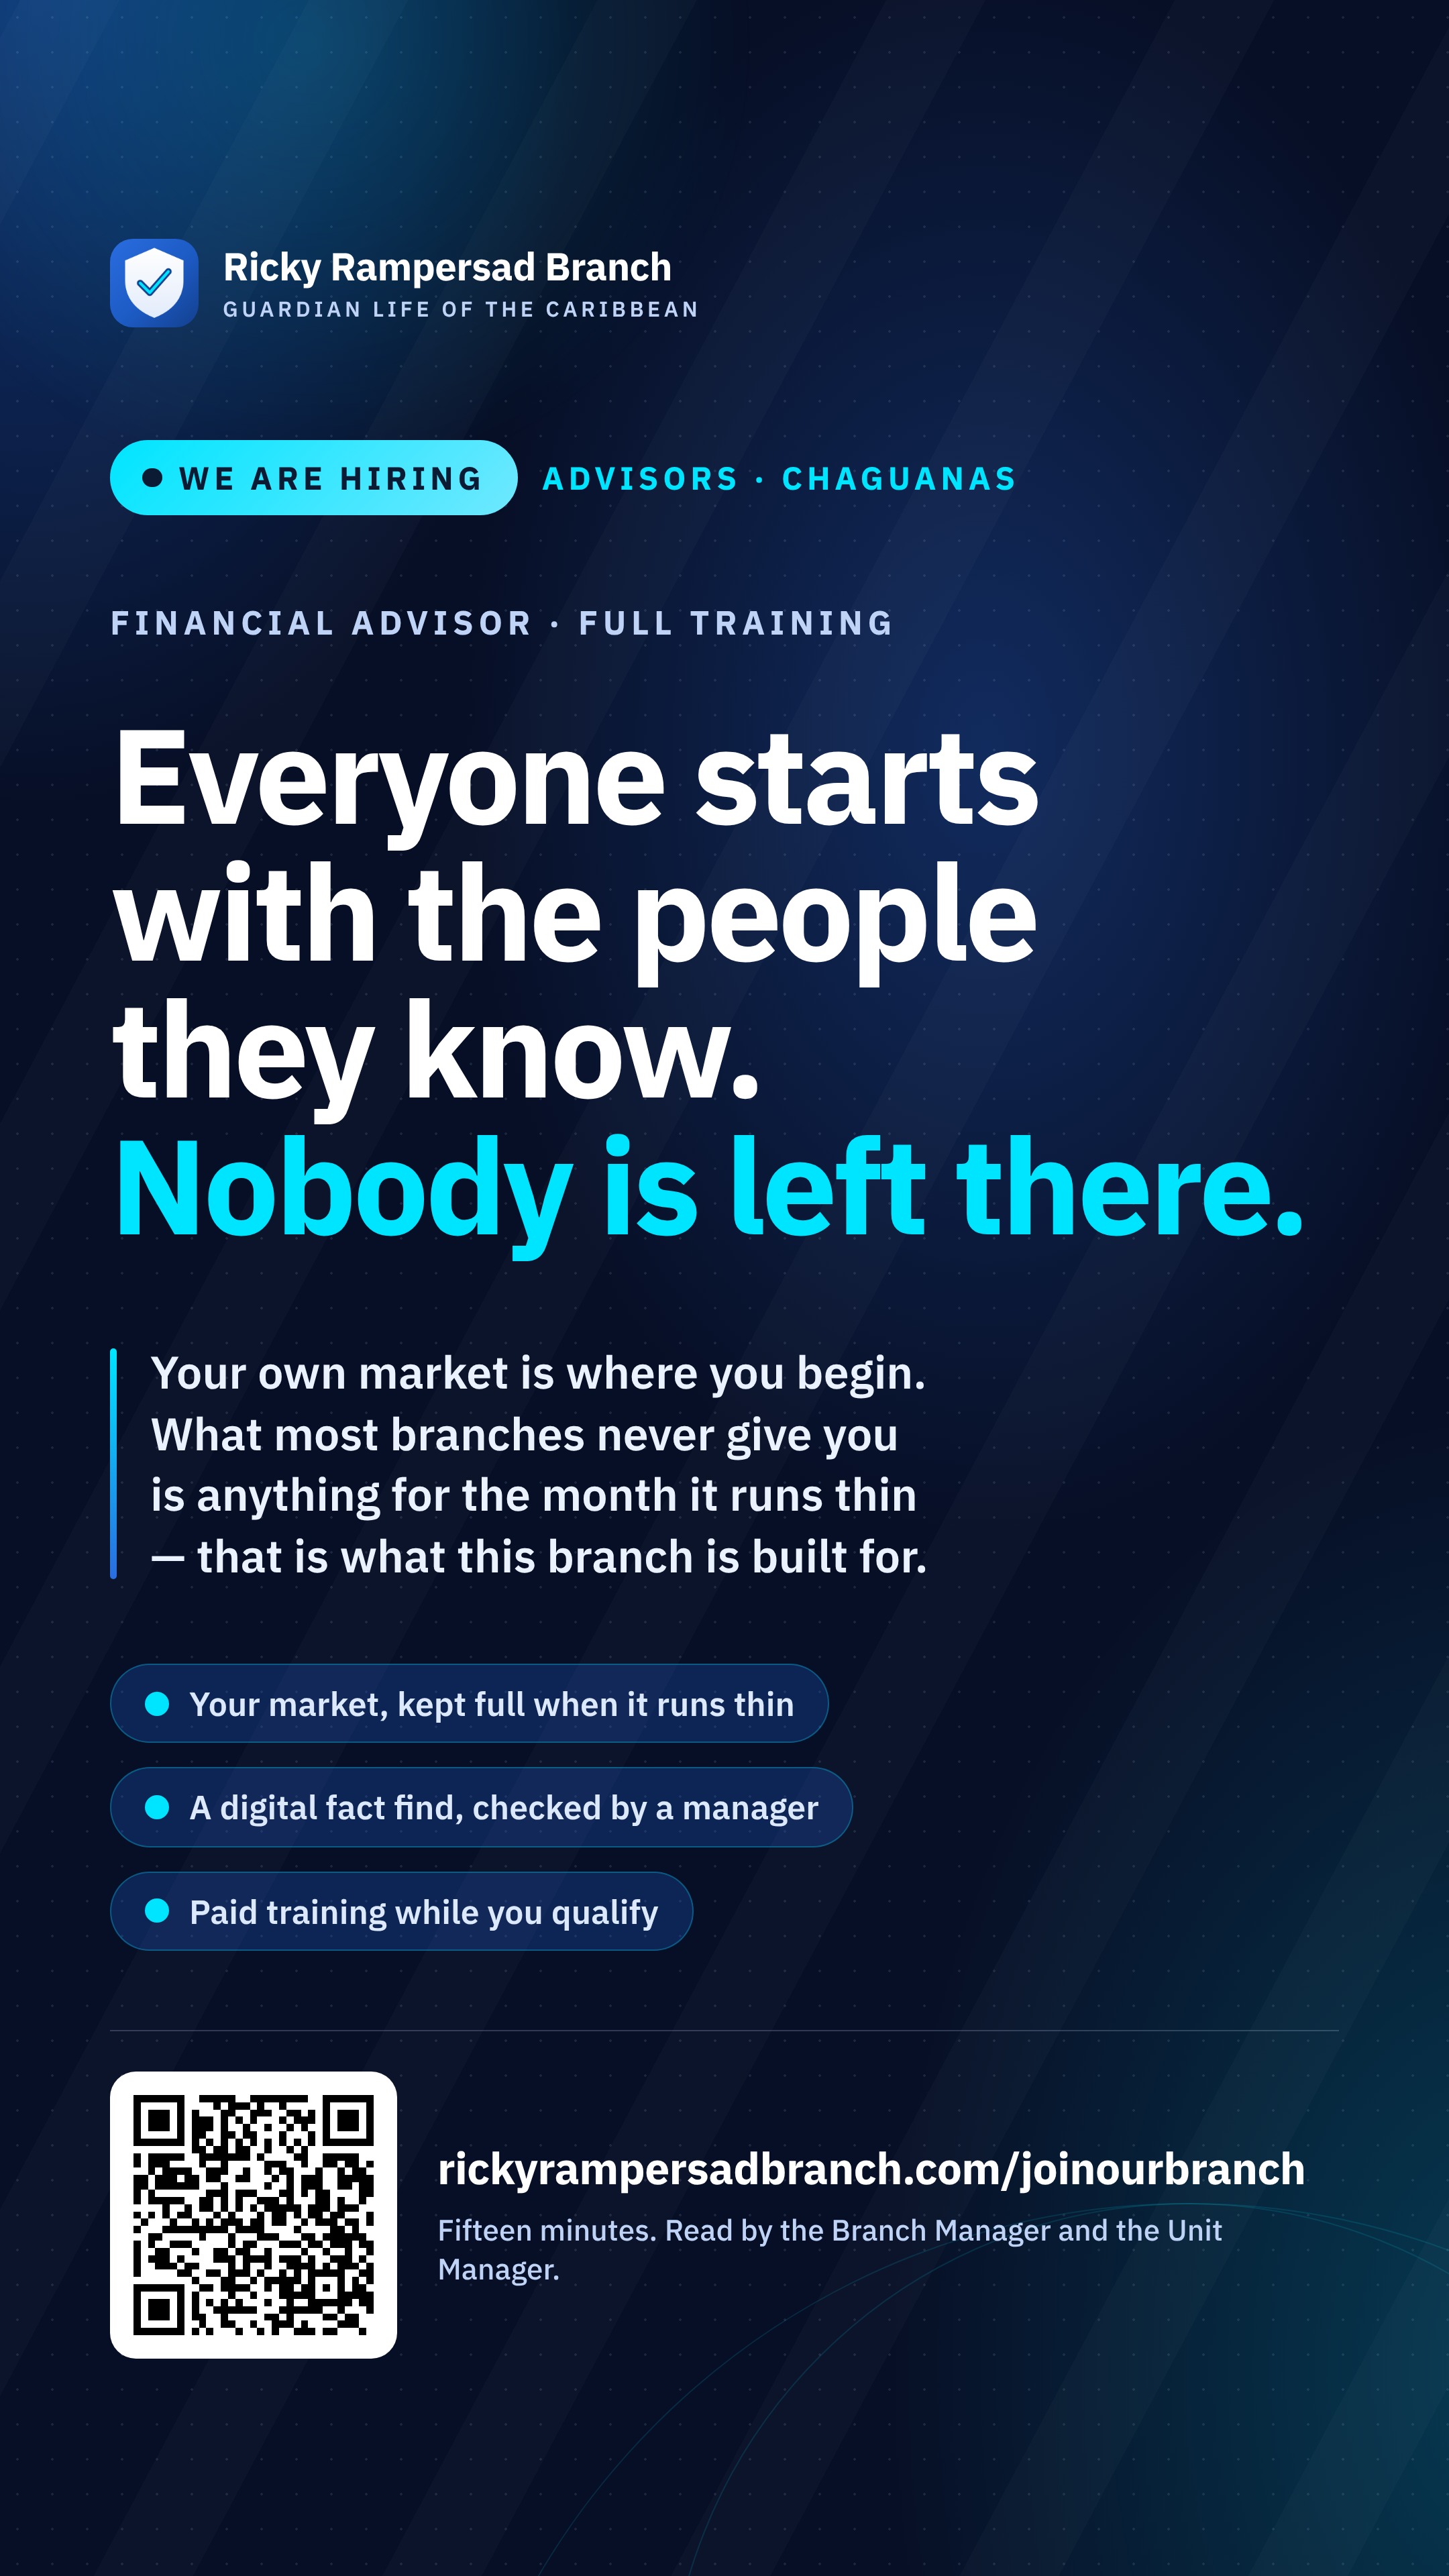 Ricky Rampersad Branch
GUARDIAN LIFE OF THE CARIBBEAN
WE ARE HIRING
ADVISORS · CHAGUANAS
FINANCIAL ADVISOR · FULL TRAINING
Everyone starts
with the people
they know.
Nobody is left there.
Your own market is where you begin.
What most branches never give you
is anything for the month it runs thin
— that is what this branch is built for.
Your market, kept full when it runs thin
A digital fact find, checked by a manager
Paid training while you qualify
rickyrampersadbranch.com/joinourbranch
Fifteen minutes. Read by the Branch Manager and the Unit
Manager.